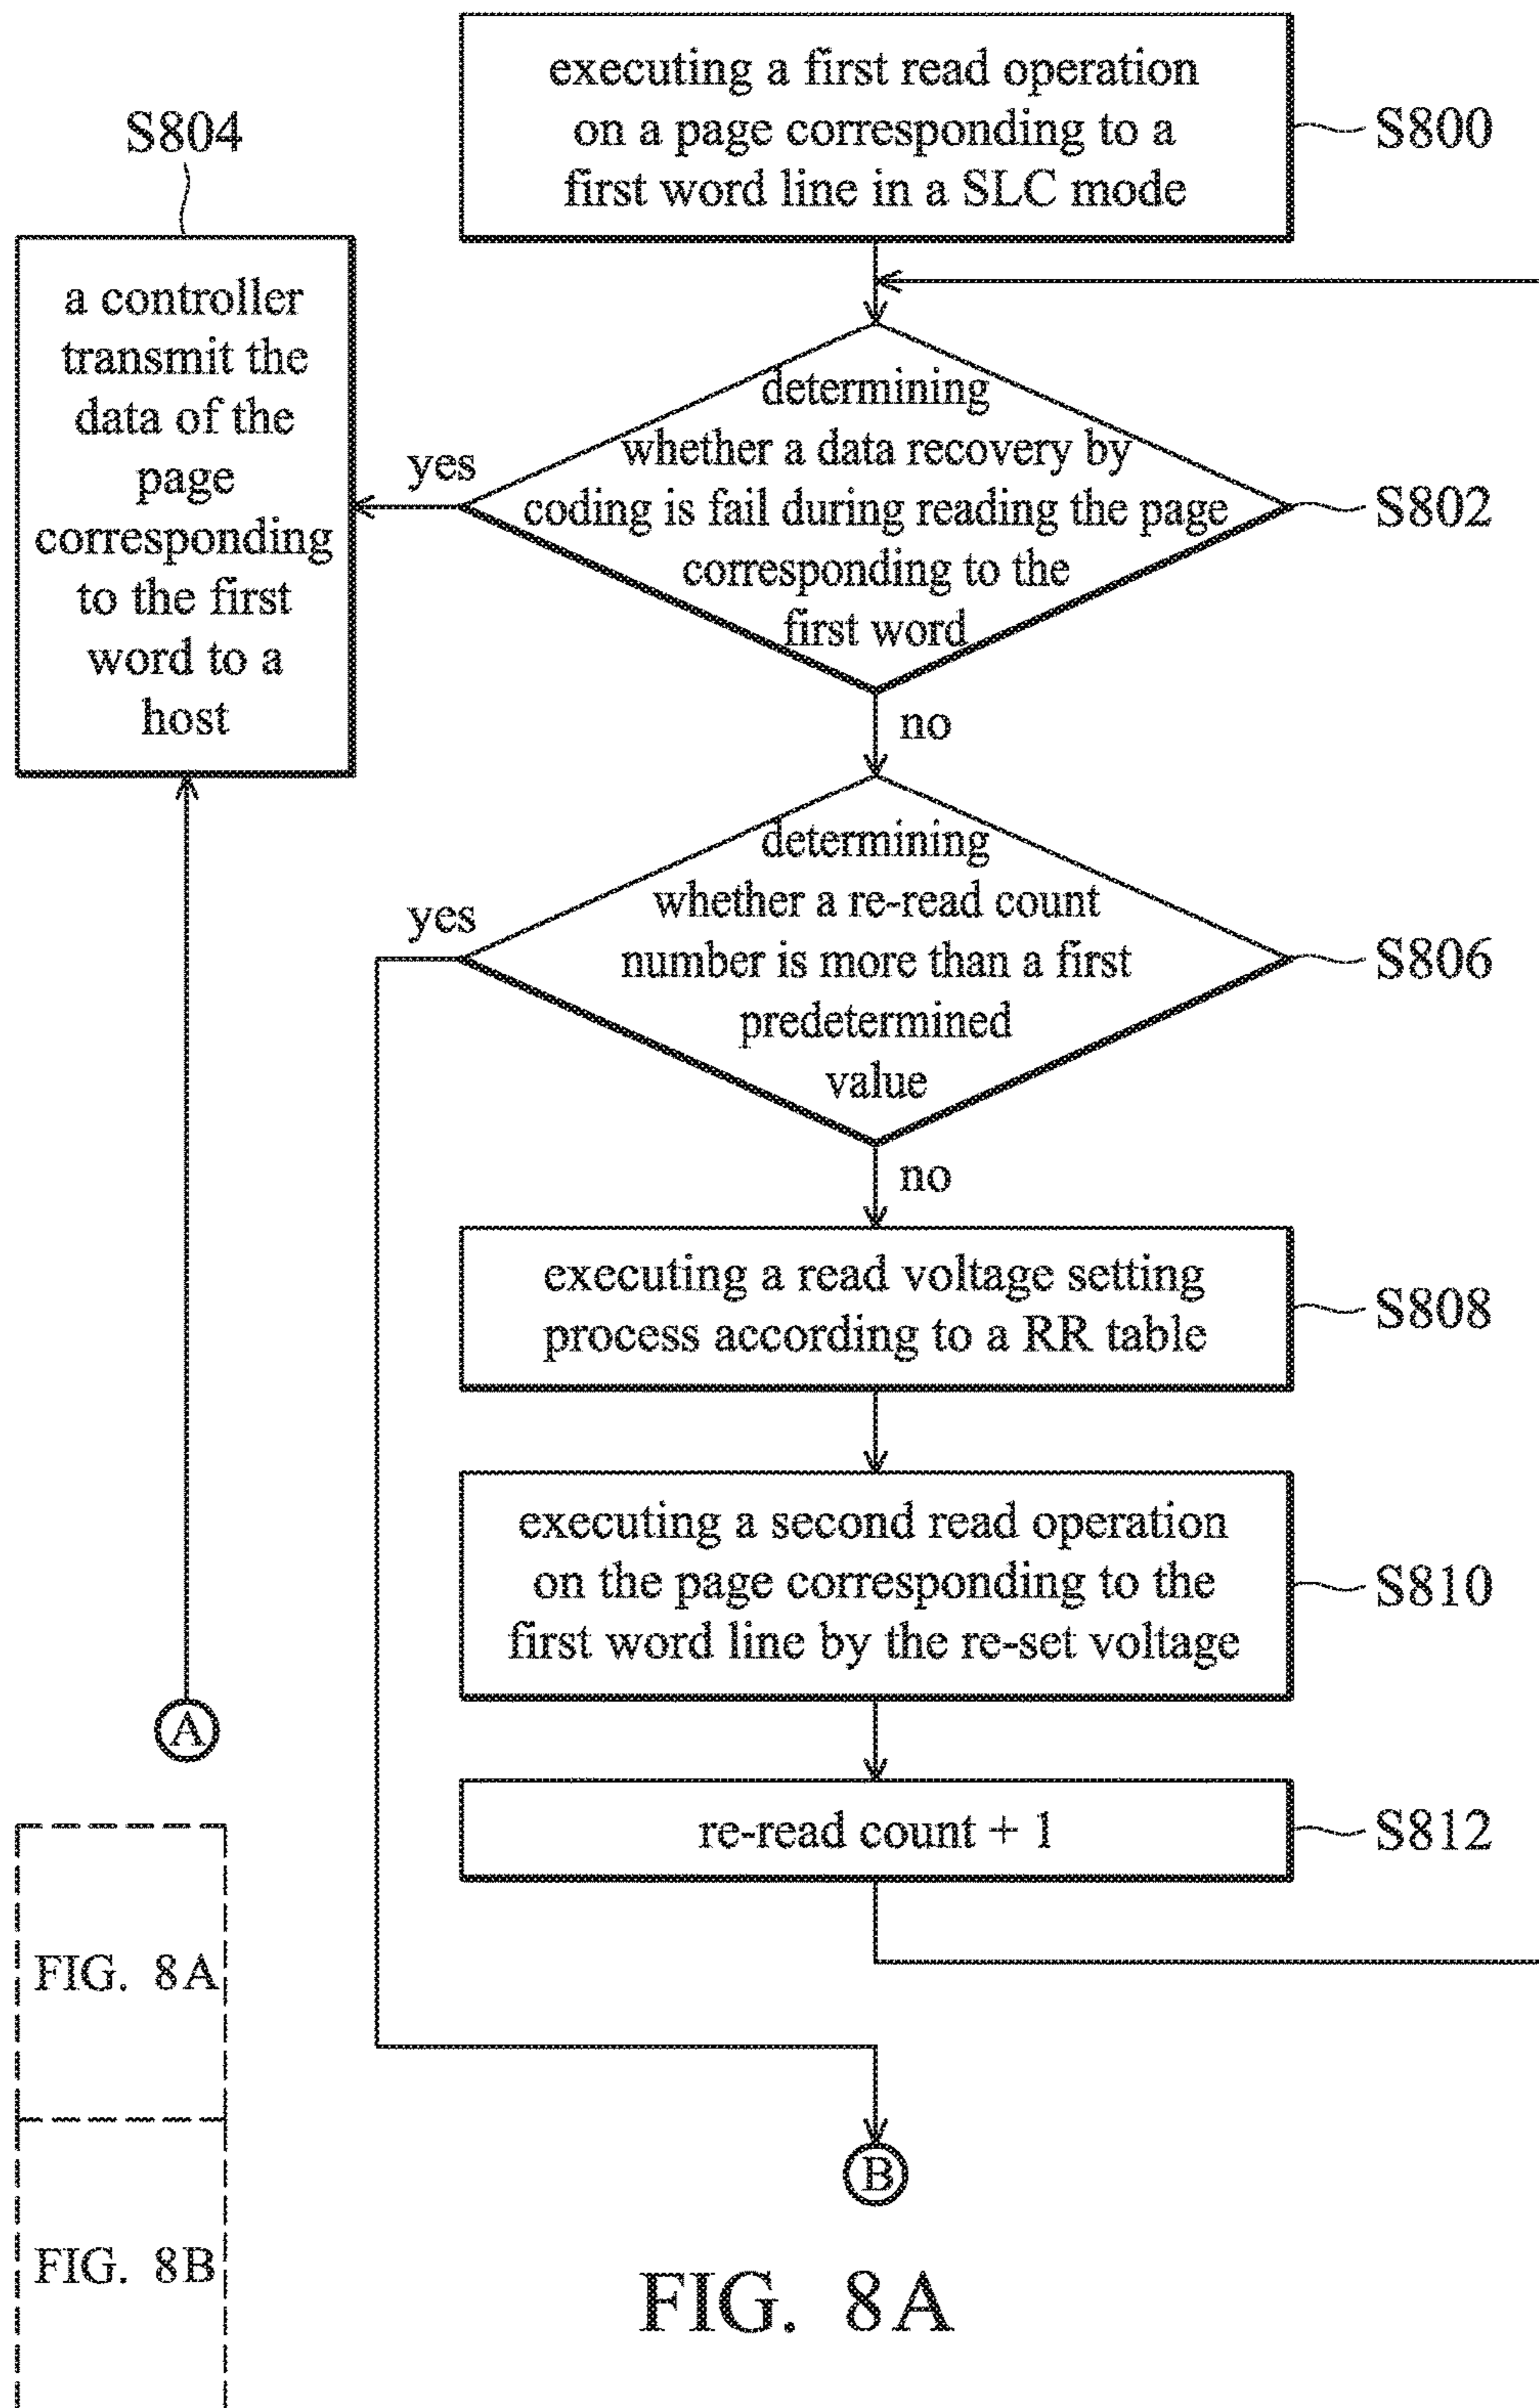 executing a first read operation
on a page corresponding to a
first word line in a SLC mode
S800
S804
a controller
transmit the
data of the
page
corresponding
to the first
word to a
host
determining
whether a data recovery by
coding is fail during reading the page
corresponding to the
first word
S802
yes
no
determining
whether a re-read count
number is more than a first
predetermined
value
S806
yes
no
executing a read voltage setting
process according to a RR table
S808
executing a second read operation
on the page corresponding to the
first word line by the re-set voltage
S810
A
re-read count + 1
S812
FIG. 8A
FIG. 8B
B
FIG. 8A